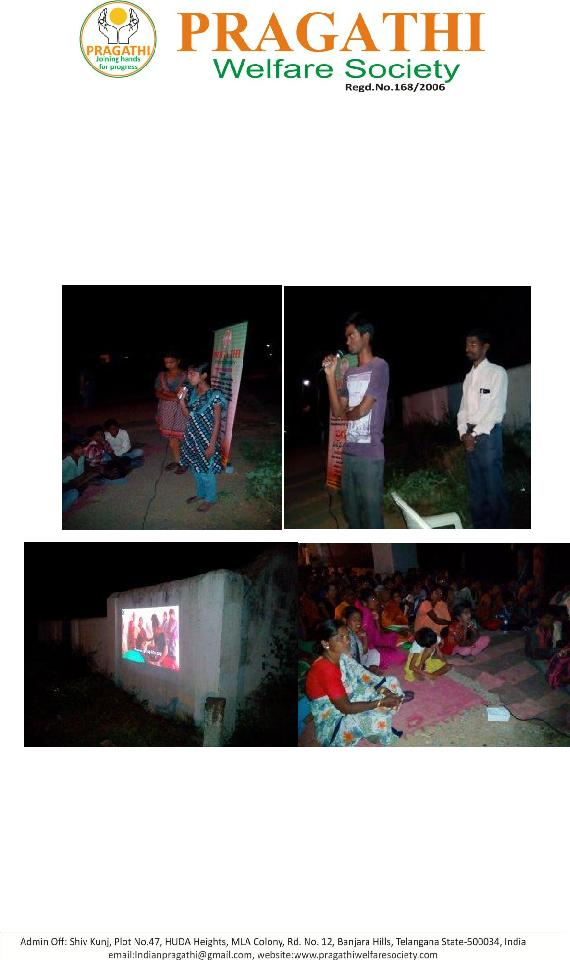 PRAGATHI
Joining hands
for progress
PRAGATHI
Welfare Society
Regd.No.168/2006
PRAGATHI
Admin Off: Shiv Kunj, Plot No.47, HUDA Heights, MLA Colony, Rd. No. 12, Banjara Hills, Telangana State-500034, India
email:Indianpragathi@gmail.com, website:www.pragathiwelfaresociety.com